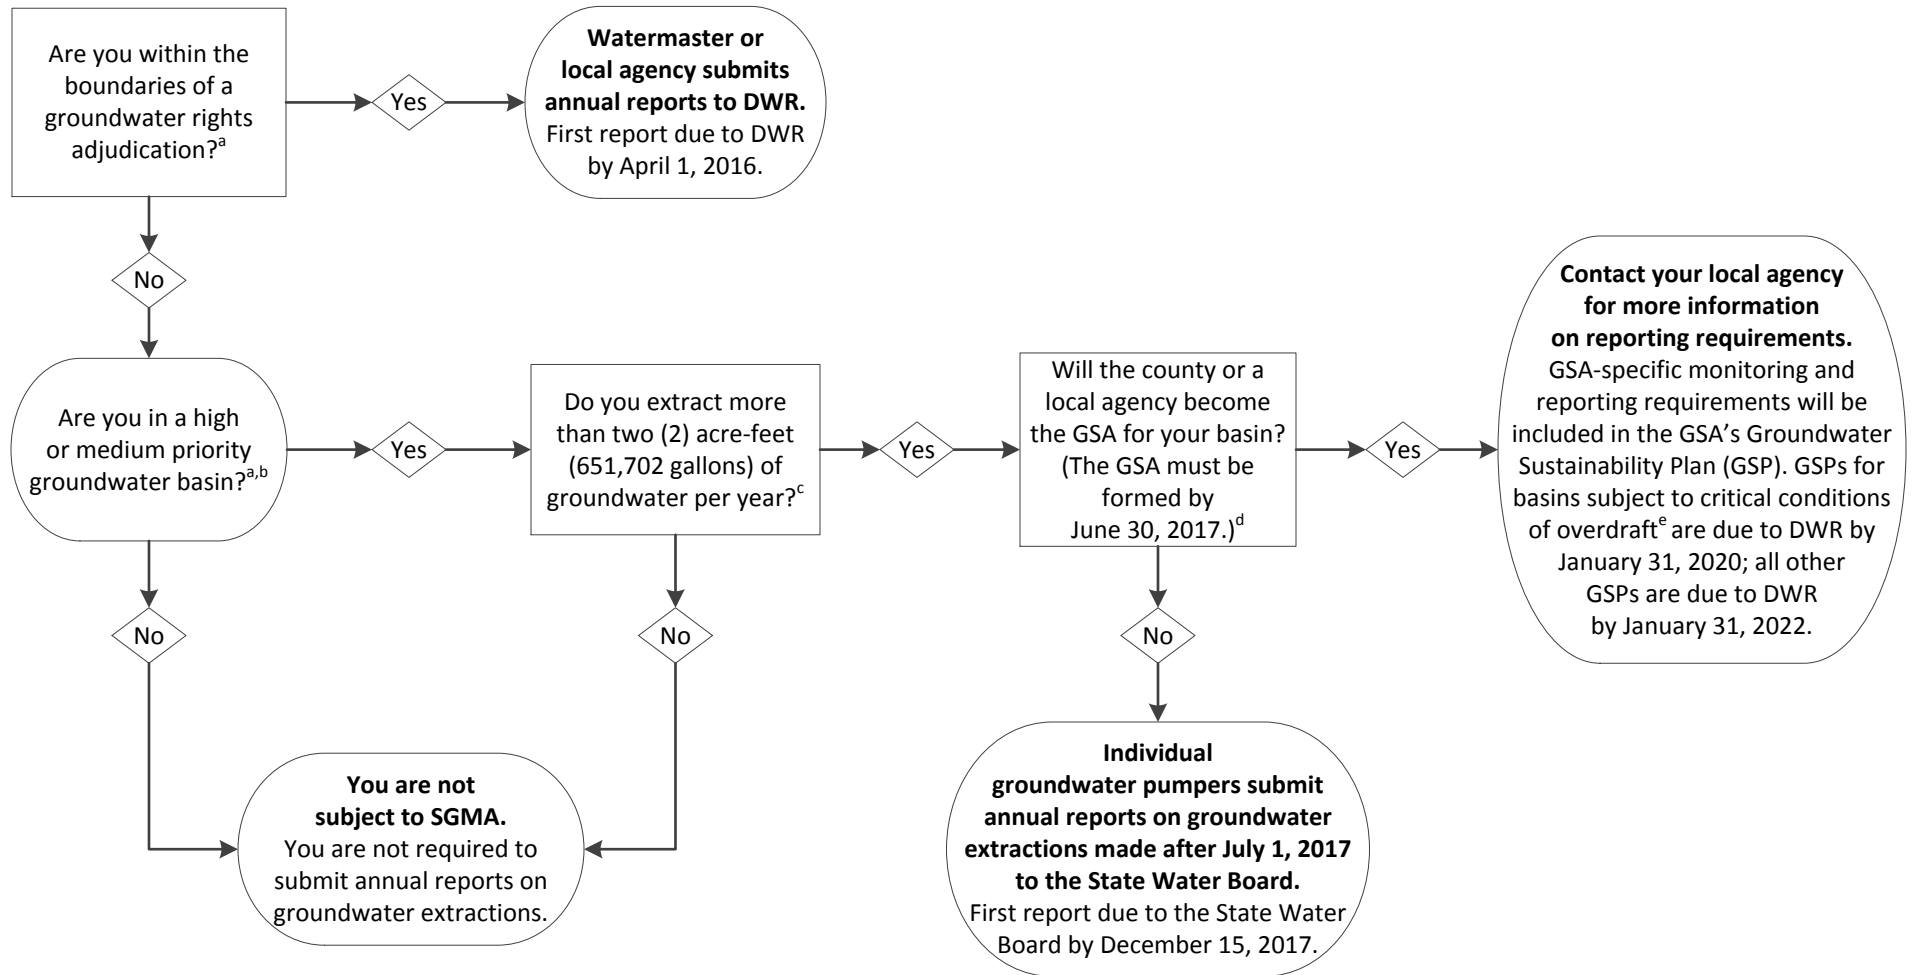 Are you within the
boundaries of a
groundwater rights
adjudication?a
Yes
Watermaster or
local agency submits
annual reports to DWR.
First report due to DWR
by April 1, 2016.
No
Are you in a high
or medium priority
groundwater basin?a,b
Yes
Do you extract more
than two (2) acre-feet
(651,702 gallons) of
groundwater per year?c
Yes
Will the county or a
local agency become
the GSA for your basin?
(The GSA must be
formed by
June 30, 2017.)d
Yes
Contact your local agency
for more information
on reporting requirements.
GSA-specific monitoring and
reporting requirements will be
included in the GSA’s Groundwater
Sustainability Plan (GSP). GSPs for
basins subject to critical conditions
of overdrafte are due to DWR by
January 31, 2020; all other
GSPs are due to DWR
by January 31, 2022.
No
No
No
You are not
subject to SGMA.
You are not required to
submit annual reports on
groundwater extractions.
Individual
groundwater pumpers submit
annual reports on groundwater
extractions made after July 1, 2017
to the State Water Board.
First report due to the State Water
Board by December 15, 2017.